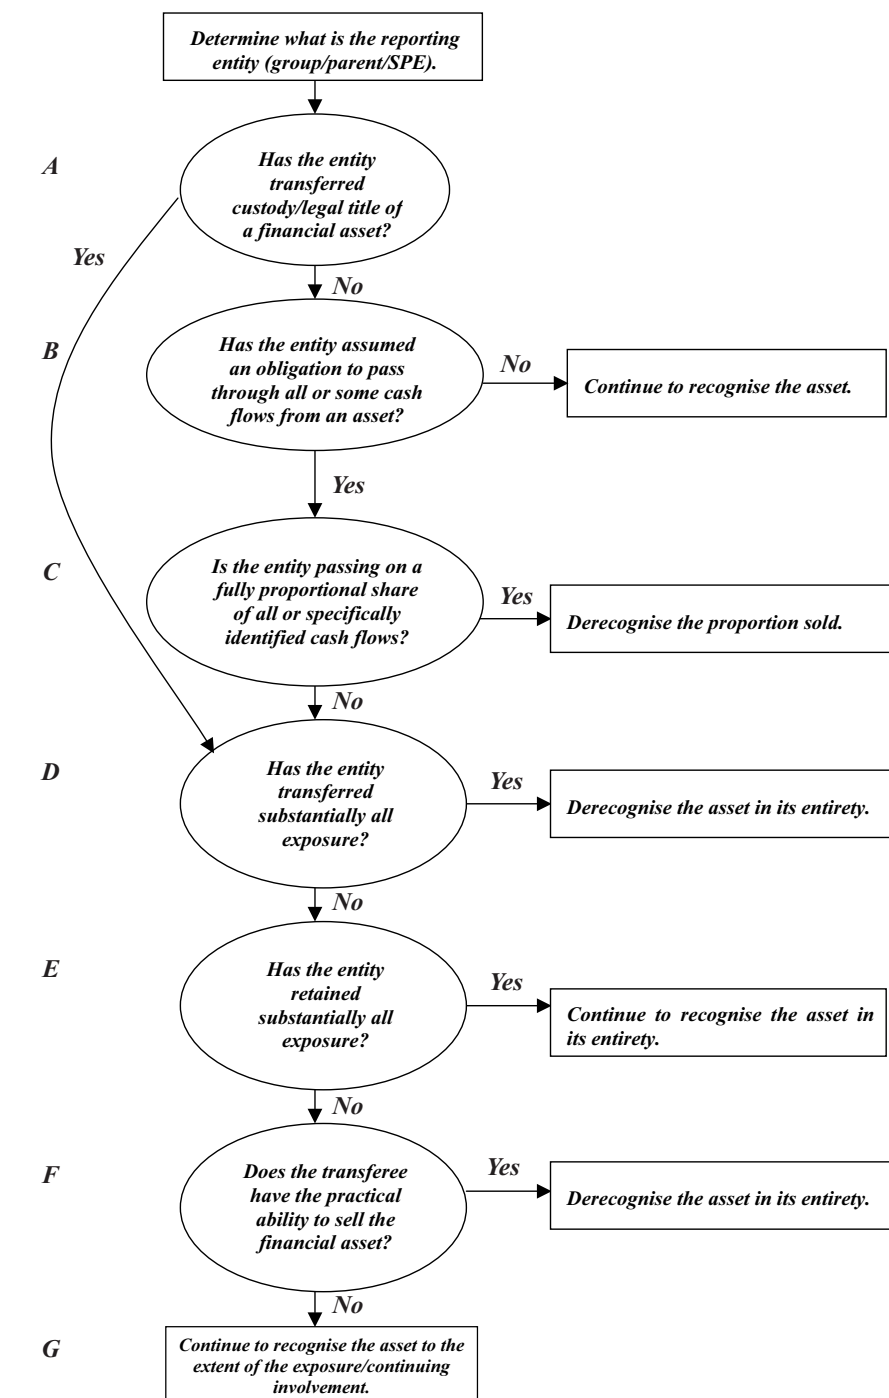 Determine what is the reporting
entity (group/parent/SPE).
A
Has the entity
transferred
custody/legal title of
a financial asset?
Yes
No
B
Has the entity assumed
an obligation to pass
through all or some cash
flows from an asset?
No
Continue to recognise the asset.
Yes
C
Is the entity passing on a
fully proportional share
of all or specifically
identified cash flows?
Yes
Derecognise the proportion sold.
No
D
Has the entity
transferred
substantially all
exposure?
Yes
Derecognise the asset in its entirety.
No
E
Has the entity
retained
substantially all
exposure?
Yes
Continue to recognise the asset in
its entirety.
No
F
Does the transferee
have the practical
ability to sell the
financial asset?
Yes
Derecognise the asset in its entirety.
No
G
Continue to recognise the asset to the
extent of the exposure/continuing
involvement.